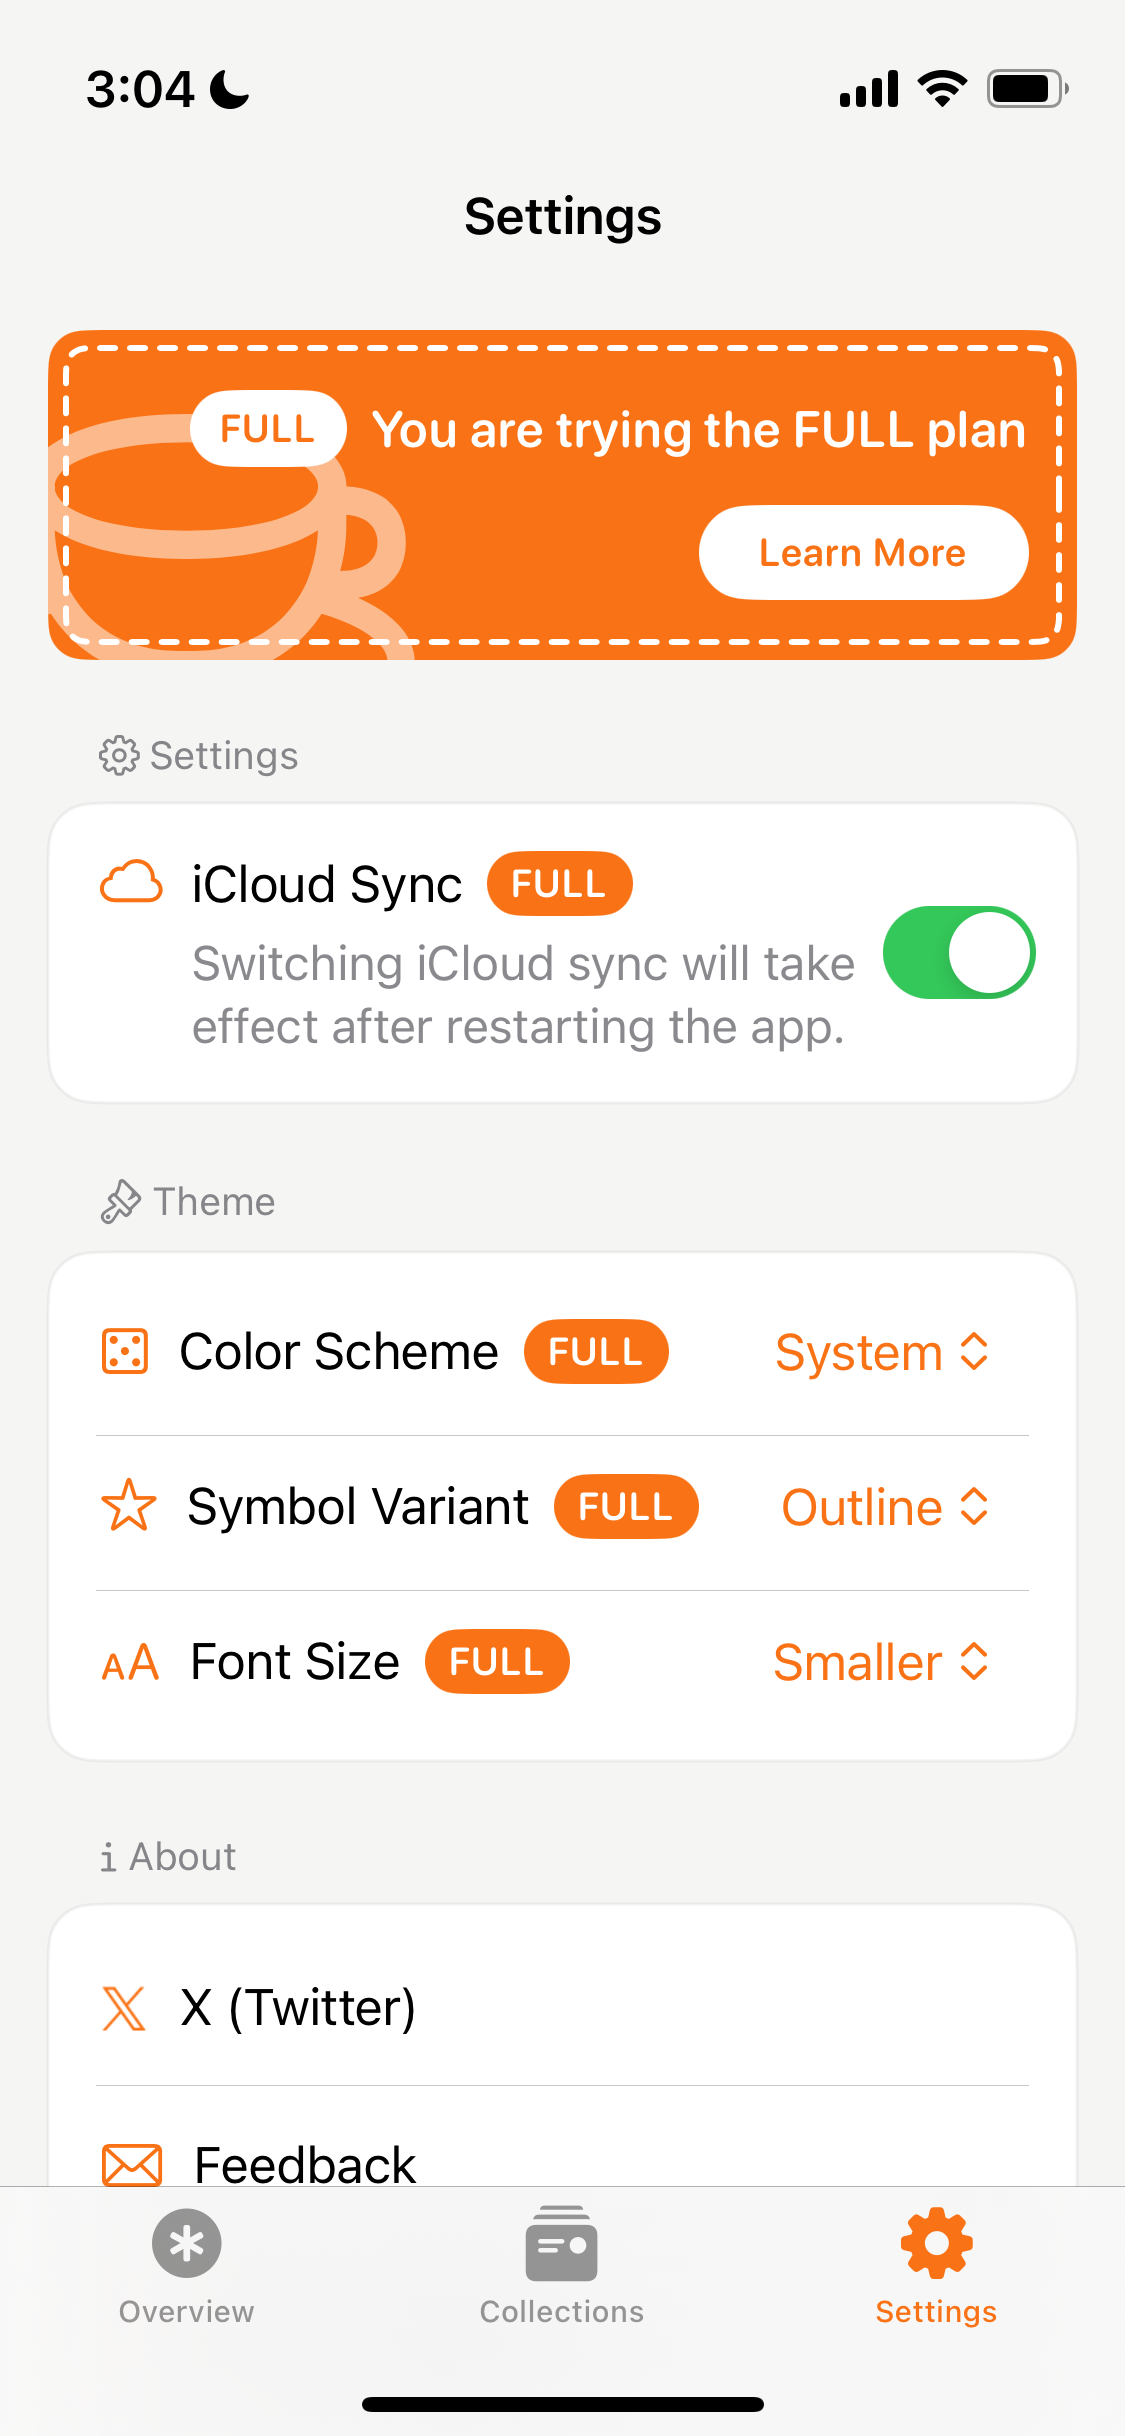 3:04
Settings
FULL You are trying the FULL plan
Learn More
Settings
iCloud Sync FULL
Switching iCloud sync will take
effect after restarting the app.
Theme
Color Scheme FULL System
Symbol Variant FULL Outline
AA Font Size FULL Smaller
i About
X (Twitter)
Feedback
Overview Collections Settings